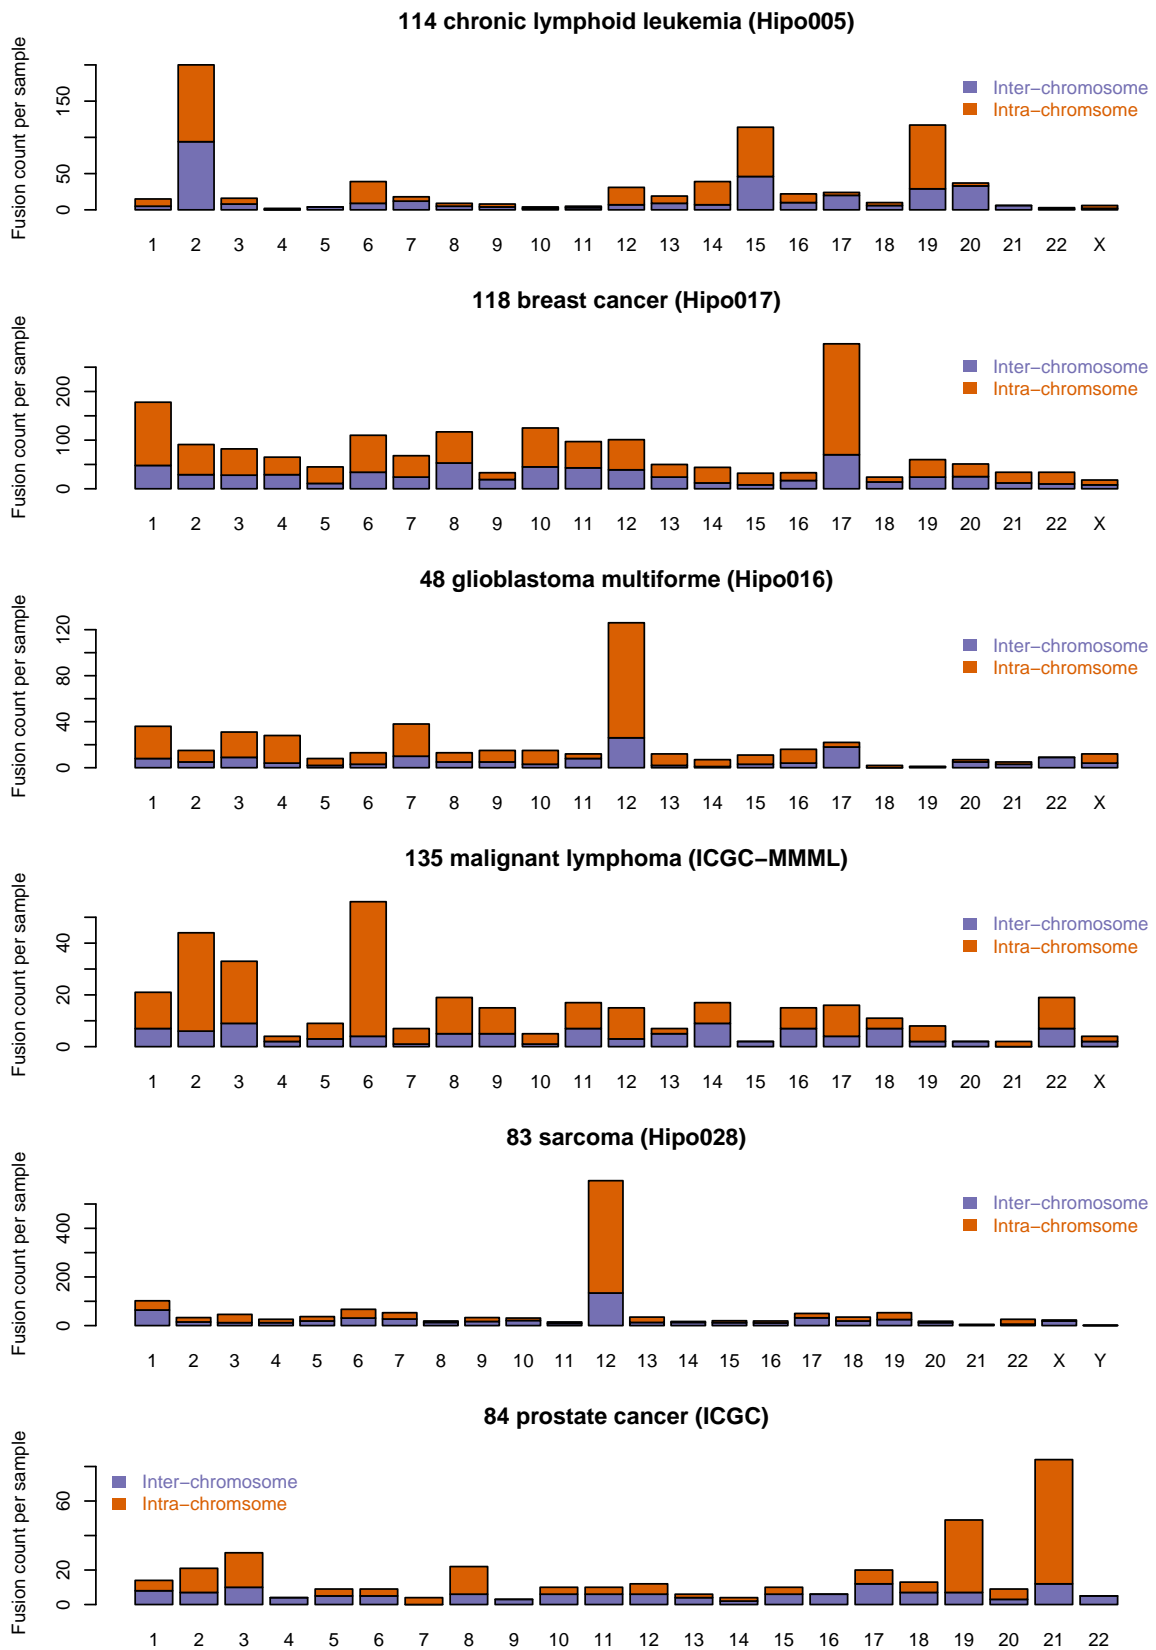 114 chronic lymphoid leukemia (Hipo005)
Fusion count per sample
150
50
0
Inter−chromosome
Intra−chromsome
1 2 3 4 5 6 7 8 9 10 11 12 13 14 15 16 17 18 19 20 21 22 X
118 breast cancer (Hipo017)
Fusion count per sample
200
100
0
Inter−chromosome
Intra−chromsome
1 2 3 4 5 6 7 8 9 10 11 12 13 14 15 16 17 18 19 20 21 22 X
48 glioblastoma multiforme (Hipo016)
Fusion count per sample
120
80
40
0
Inter−chromosome
Intra−chromsome
1 2 3 4 5 6 7 8 9 10 11 12 13 14 15 16 17 18 19 20 21 22 X
135 malignant lymphoma (ICGC−MMML)
Fusion count per sample
40
20
0
Inter−chromosome
Intra−chromsome
1 2 3 4 5 6 7 8 9 10 11 12 13 14 15 16 17 18 19 20 21 22 X
83 sarcoma (Hipo028)
Fusion count per sample
400
200
0
Inter−chromosome
Intra−chromsome
1 2 3 4 5 6 7 8 9 10 11 12 13 14 15 16 17 18 19 20 21 22 X Y
84 prostate cancer (ICGC)
Fusion count per sample
60
20
0
Inter−chromosome
Intra−chromsome
1 2 3 4 5 6 7 8 9 10 11 12 13 14 15 16 17 18 19 20 21 22